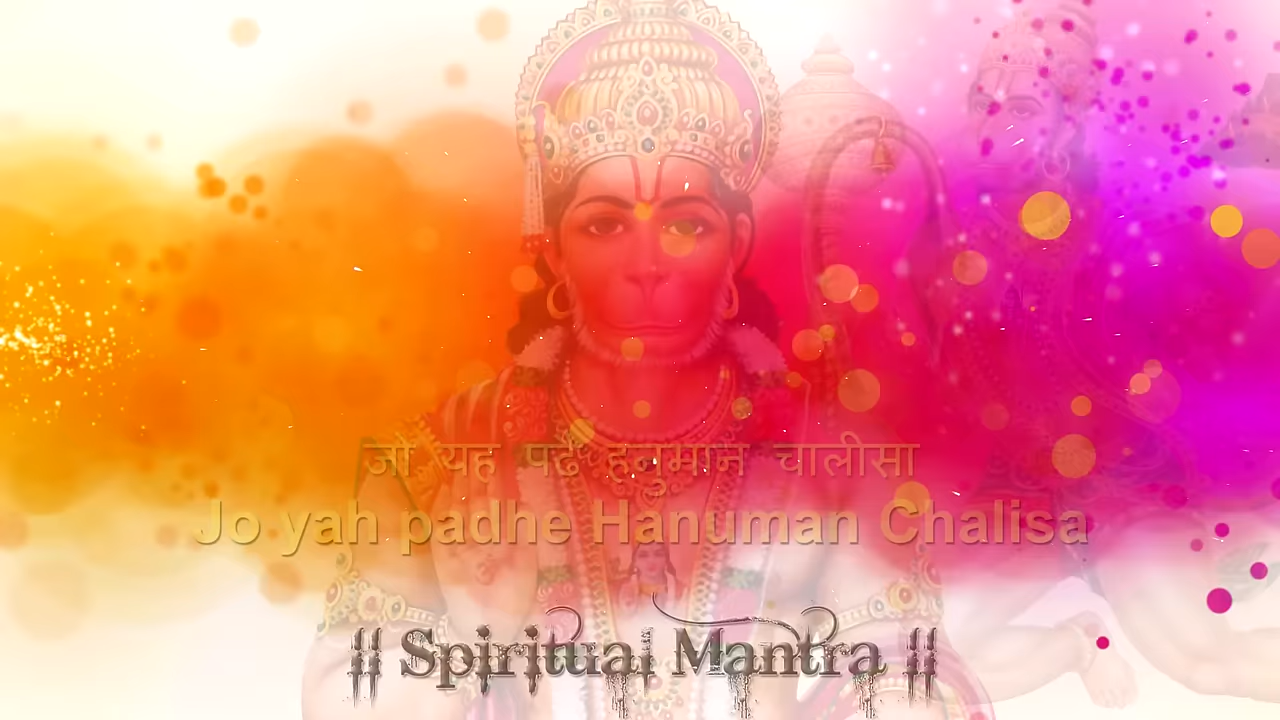 जो यह पढ़े हनुमान चालीसा
Jo yah padhe Hanuman Chalisa
|| Spiritual Mantra ||